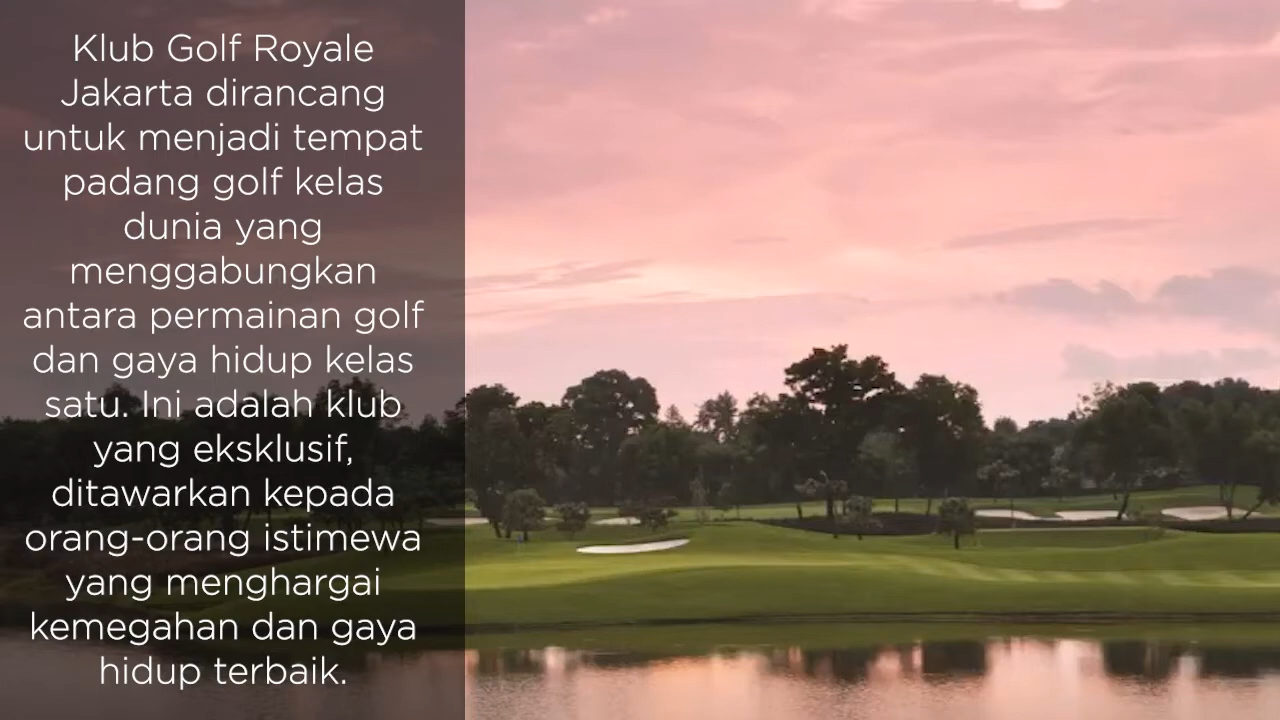 Klub Golf Royale
Jakarta dirancang
untuk menjadi tempat
padang golf kelas
dunia yang
menggabungkan
antara permainan golf
dan gaya hidup kelas
satu. Ini adalah klub
yang eksklusif,
ditawarkan kepada
orang-orang istimewa
yang menghargai
kemegahan dan gaya
hidup terbaik.